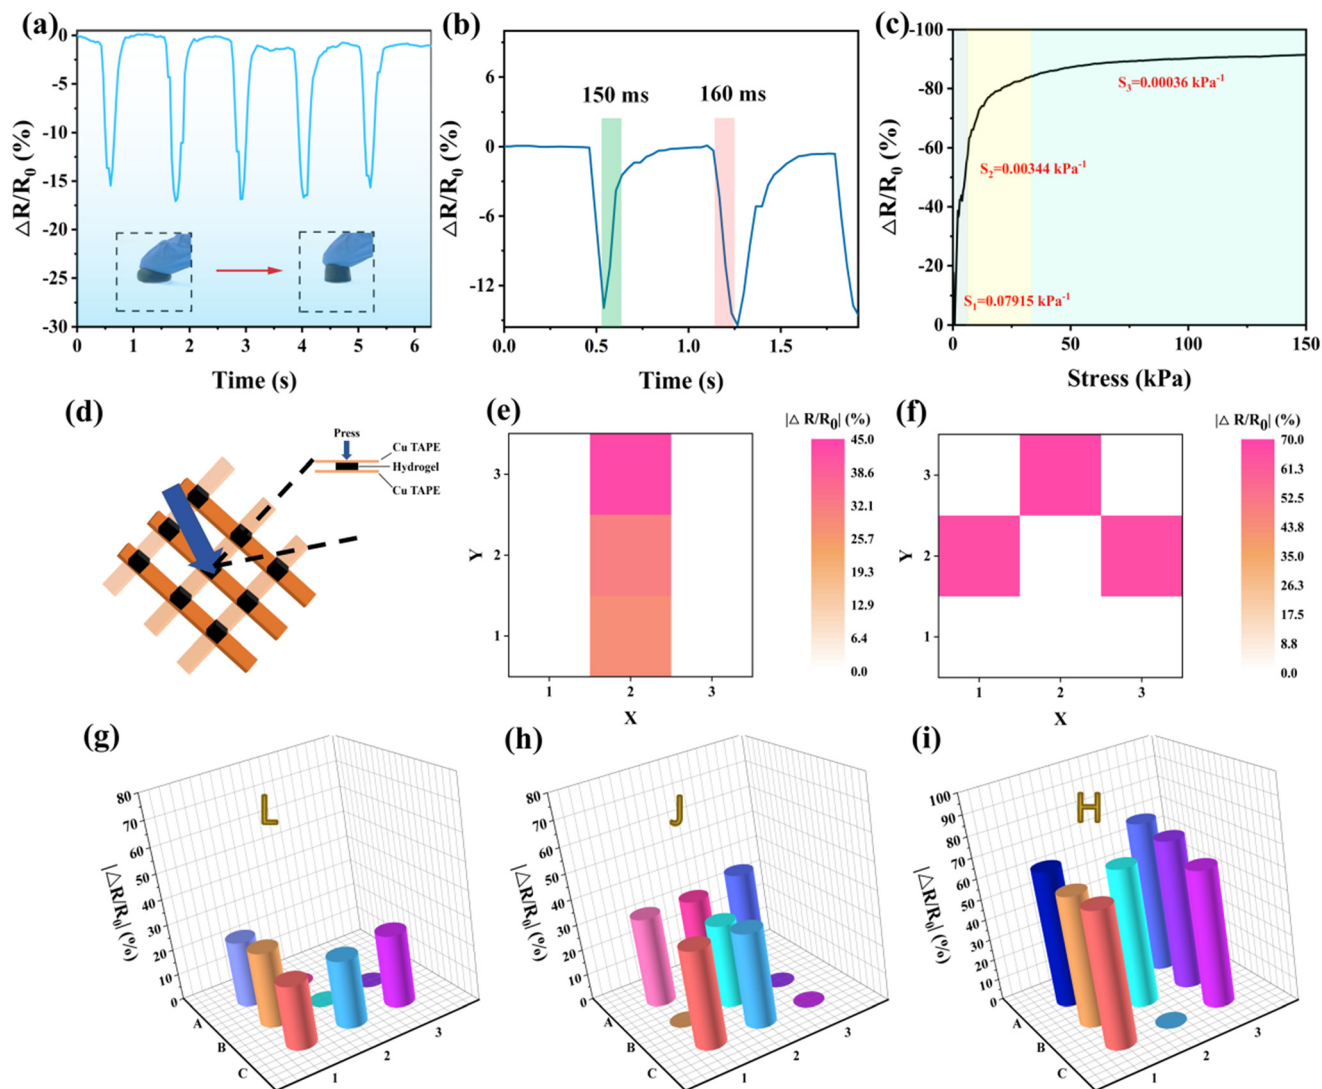 (a)
-0
-5
-10
-15
-20
-25
-30
△R/R0 (%)
0 1 2 3 4 5 6
Time (s)
(b)
6
0
-6
-12
△R/R0 (%)
150 ms 160 ms
0.0 0.5 1.0 1.5
Time (s)
(c)
-100
-80
-60
-40
-20
0
△R/R0 (%)
S3=0.00036 kPa-1
S2=0.00344 kPa-1
S1=0.07915 kPa-1
0 50 100 150
Stress (kPa)
(d)
Press
Cu TAPE
Hydrogel
Cu TAPE
(e)
|△ R/R0| (%)
45.0
38.6
32.1
25.7
19.3
12.9
6.4
0.0
Y
3
2
1
1 2 3
X
(f)
|△ R/R0| (%)
70.0
61.3
52.5
43.8
35.0
26.3
17.5
8.8
0.0
Y
3
2
1
1 2 3
X
(g)
L
80
70
60
50
40
30
20
10
0
|△R/R0| (%)
A
B
C
1
2
3
(h)
J
80
70
60
50
40
30
20
10
0
|△R/R0| (%)
A
B
C
1
2
3
(i)
H
100
90
80
70
60
50
40
30
20
10
0
|△R/R0| (%)
A
B
C
1
2
3